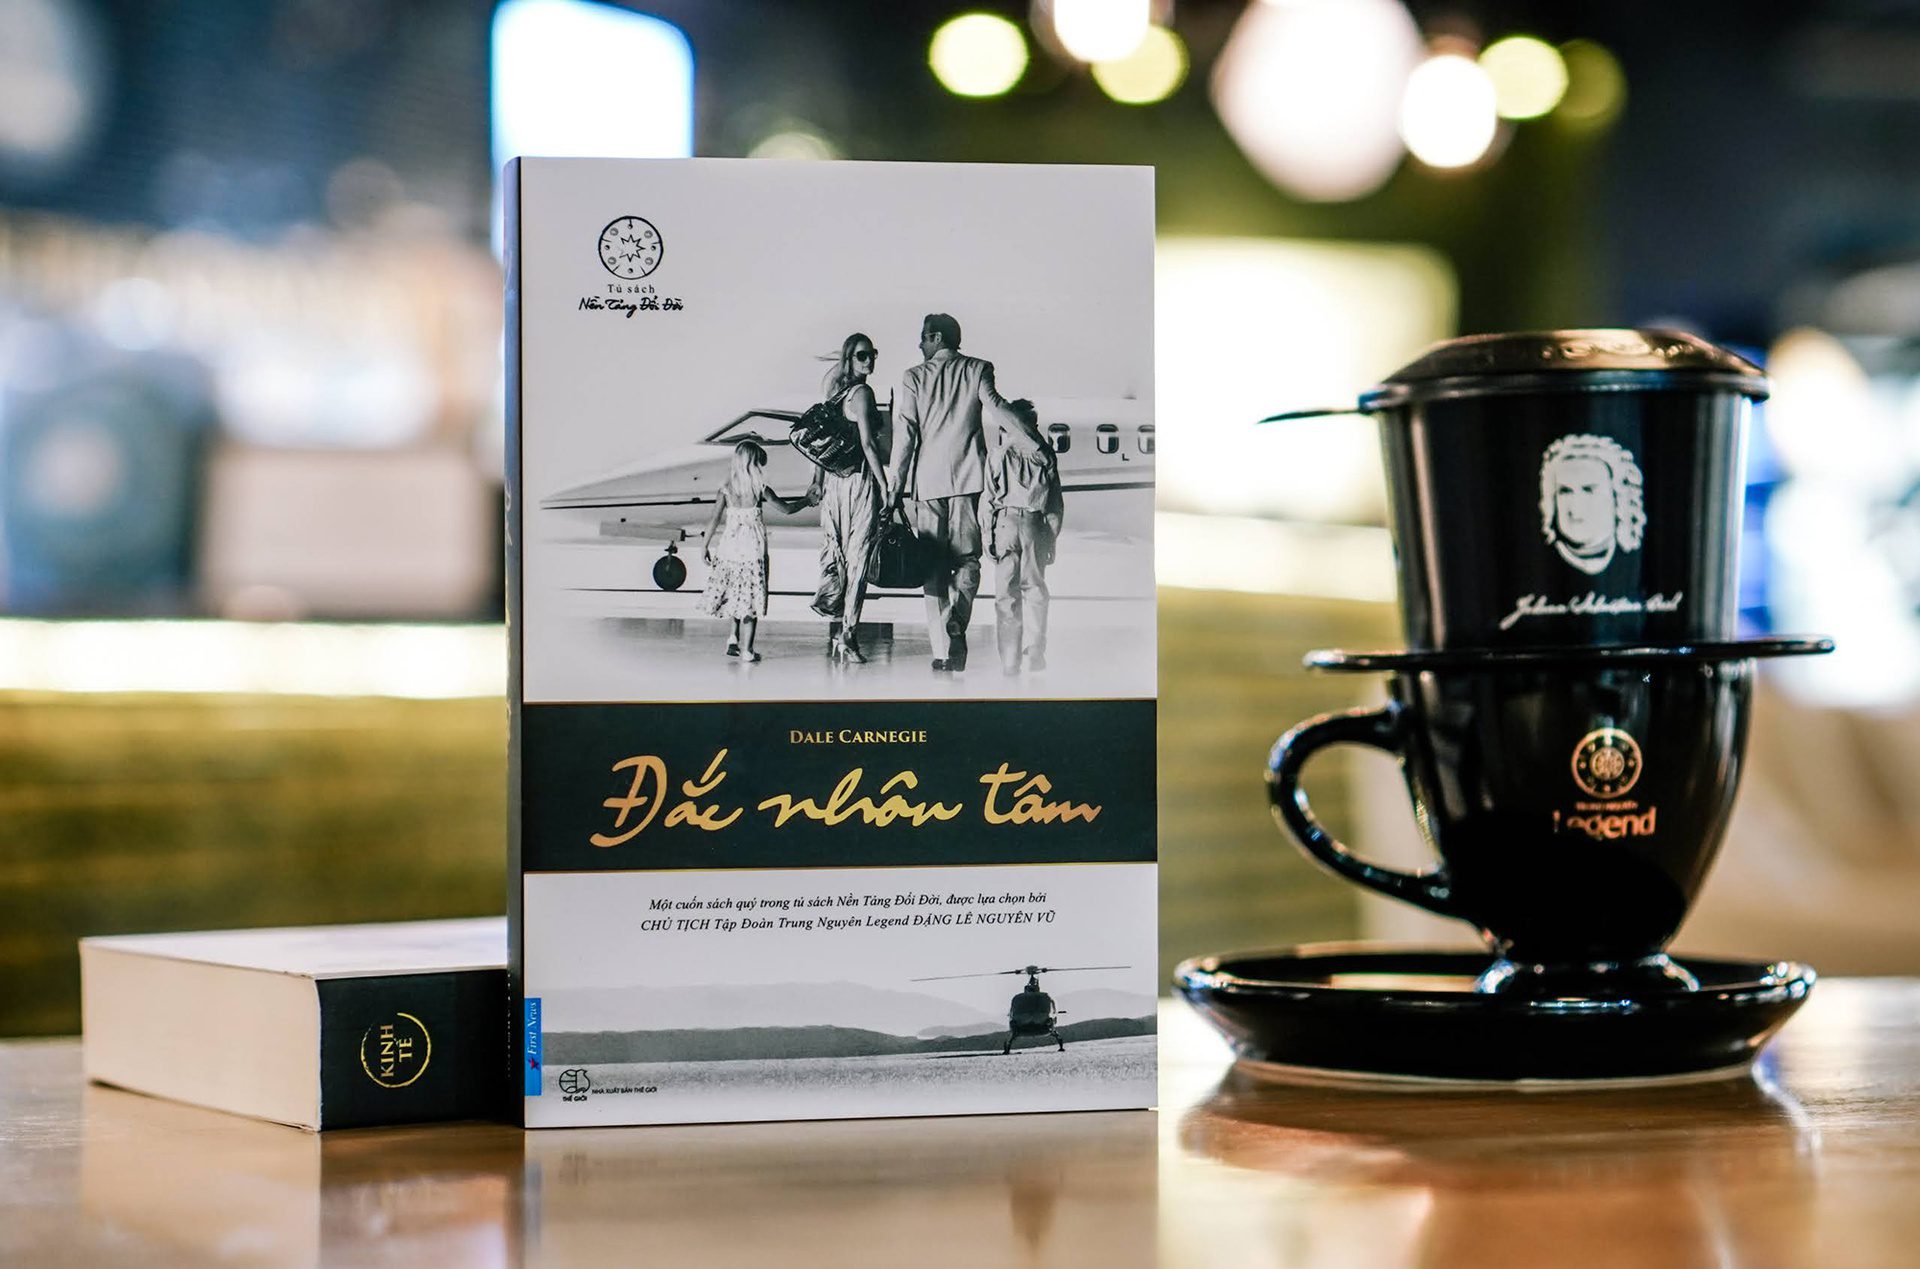 Tủ sách
Nền Tảng Đổi Đời
DALE CARNEGIE
Đắc nhân tâm
Một cuốn sách quý trong tủ sách Nền Tảng Đổi Đời, được lựa chọn bởi
CHỦ TỊCH Tập Đoàn Trung Nguyên Legend ĐẶNG LÊ NGUYÊN VŨ
First News
THẾ GIỚI
NHÀ XUẤT BẢN THẾ GIỚI
KINH
TẾ
Johann Sebastian Bach
Legend